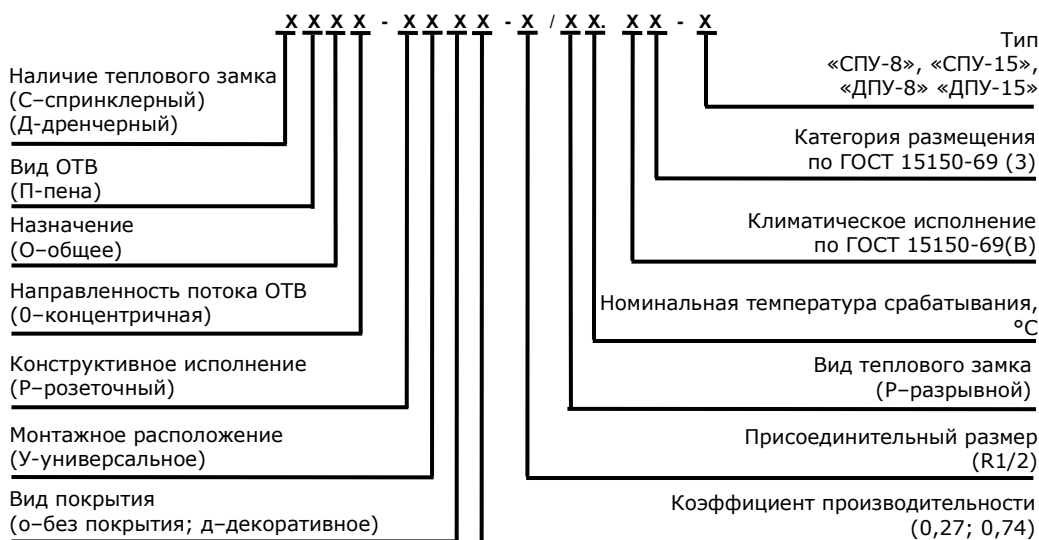 X X X X - X X X X - X / X X. X X - X
Наличие теплового замка
(С–спринклерный)
(Д-дренчерный)
Вид ОТВ
(П-пена)
Назначение
(О–общее)
Направленность потока ОТВ
(0–концентричная)
Конструктивное исполнение
(Р–розеточный)
Монтажное расположение
(У-универсальное)
Вид покрытия
(о–без покрытия; д–декоративное)
Тип
«СПУ-8», «СПУ-15»,
«ДПУ-8» «ДПУ-15»
Категория размещения
по ГОСТ 15150-69 (3)
Климатическое исполнение
по ГОСТ 15150-69(В)
Номинальная температура срабатывания,
°С
Вид теплового замка
(Р–разрывной)
Присоединительный размер
(R1/2)
Коэффициент производительности
(0,27; 0,74)